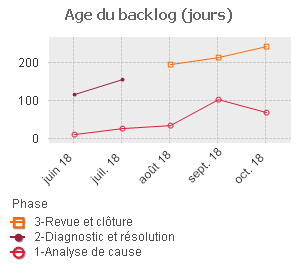 Age du backlog (jours)
200
100
0
juin 18
juil. 18
août 18
sept. 18
oct. 18
Phase
3-Revue et clôture
2-Diagnostic et résolution
1-Analyse de cause